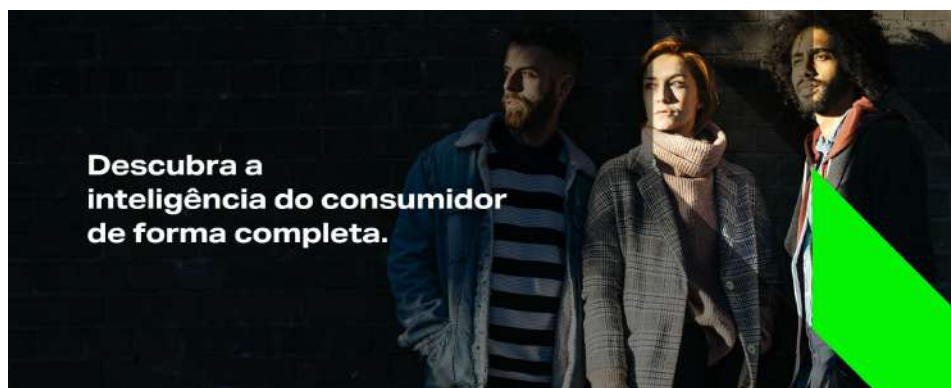 Descubra a
inteligência do consumidor
de forma completa.